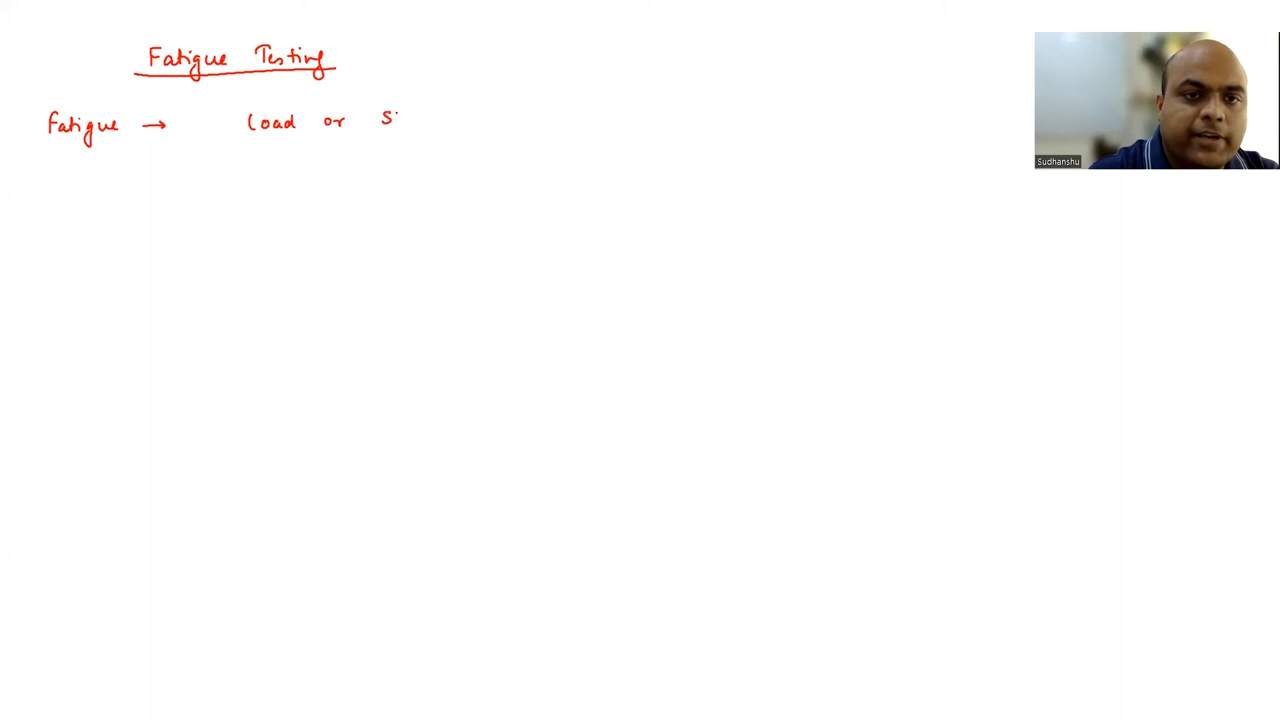 Fatigue Testing
Fatigue → load or S
Sudhanshu